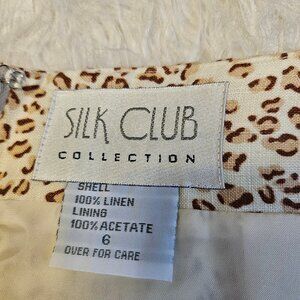 SILK CLUB
COLLECTION
SHELL
100% LINEN
LINING
100% ACETATE
6
OVER FOR CARE